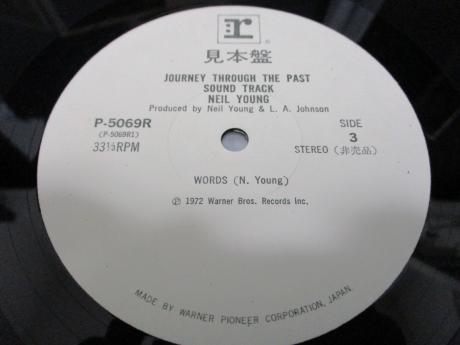 r
見本盤
JOURNEY THROUGH THE PAST
SOUND TRACK
NEIL YOUNG
Produced by Neil Young & L. A. Johnson
P-5069R
(P-5069R1)
33⅓RPM
SIDE
3
STEREO (非売品)
WORDS (N. Young)
Ⓟ 1972 Warner Bros. Records Inc.
MADE BY WARNER PIONEER CORPORATION, JAPAN.